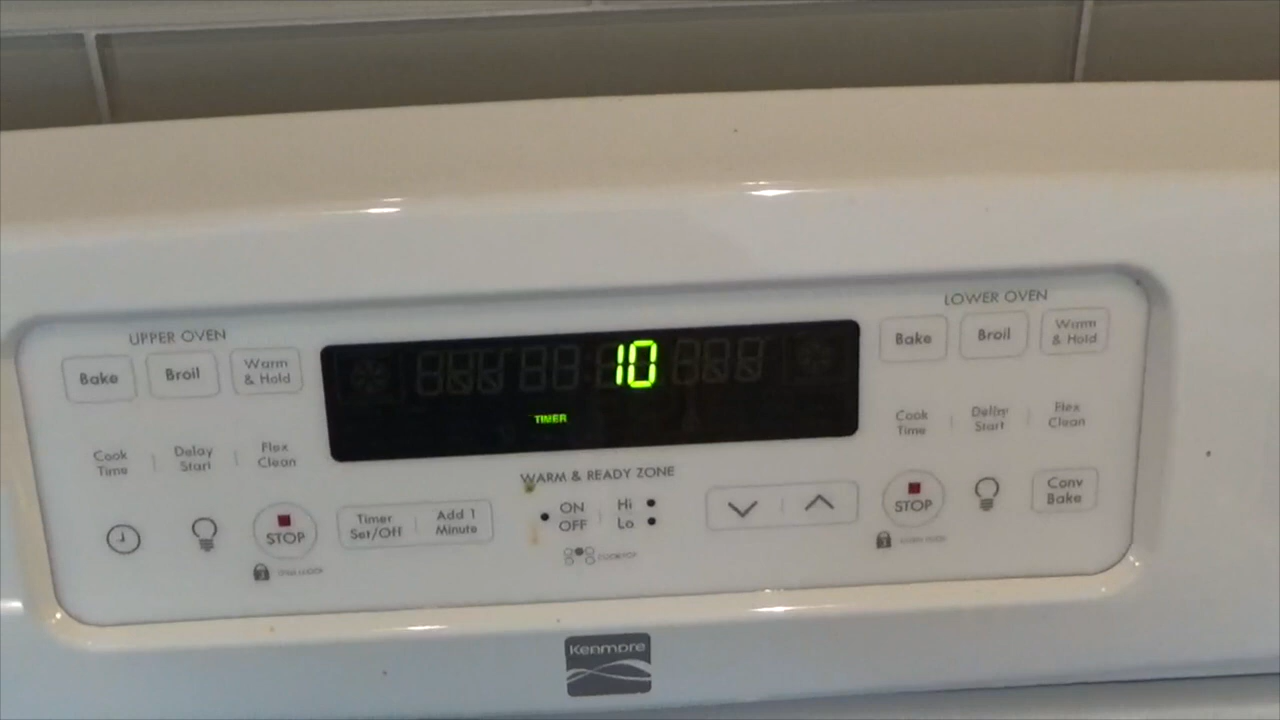 UPPER OVEN
Bake
Broil
Warm
& Hold
Cook
Time
Delay
Start
Flex
Clean
STOP
Timer
Set/Off
Add 1
Minute
10
TIMER
WARM & READY ZONE
ON
OFF
Hi
Lo
COOKTOP
LOWER OVEN
Bake
Broil
Warm
& Hold
Cook
Time
Delay
Start
Flex
Clean
STOP
Conv
Bake
Kenmore